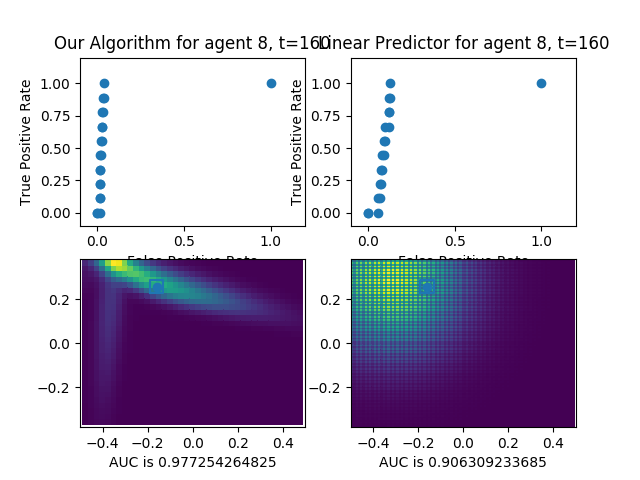 Our Algorithm for agent 8, t=160
Linear Predictor for agent 8, t=160
True Positive Rate
1.00
0.75
0.50
0.25
0.00
0.0 0.5 1.0
False Positive Rate
True Positive Rate
1.00
0.75
0.50
0.25
0.00
0.0 0.5 1.0
False Positive Rate
0.2
0.0
−0.2
−0.4 −0.2 0.0 0.2 0.4
AUC is 0.977254264825
0.2
0.0
−0.2
−0.4 −0.2 0.0 0.2 0.4
AUC is 0.906309233685